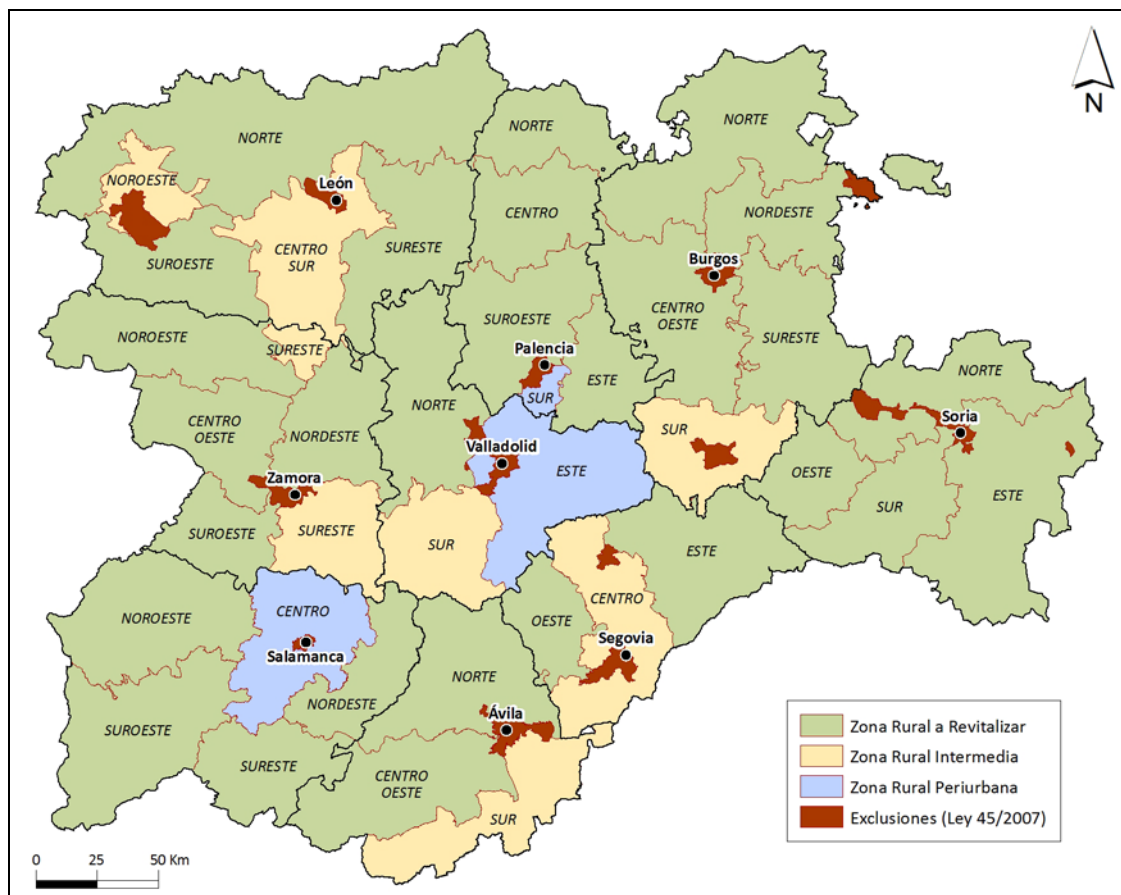 N
NORTE
NORTE
NORTE
NOROESTE
León
CENTRO
NORDESTE
CENTRO
SUR
SURESTE
SUROESTE
Burgos
CENTRO
OESTE
SUROESTE
NOROESTE
SURESTE
SURESTE
Palencia
ESTE
NORTE
SUR
NORTE
Soria
CENTRO
OESTE
NORDESTE
SUR
Valladolid
ESTE
OESTE
Zamora
SUR
ESTE
SUROESTE
SURESTE
SUR
ESTE
CENTRO
CENTRO
NOROESTE
OESTE
Segovia
Salamanca
NORTE
NORDESTE
Ávila
SUROESTE
SURESTE
CENTRO
OESTE
SUR
Zona Rural a Revitalizar
Zona Rural Intermedia
Zona Rural Periurbana
Exclusiones (Ley 45/2007)
0 25 50 Km